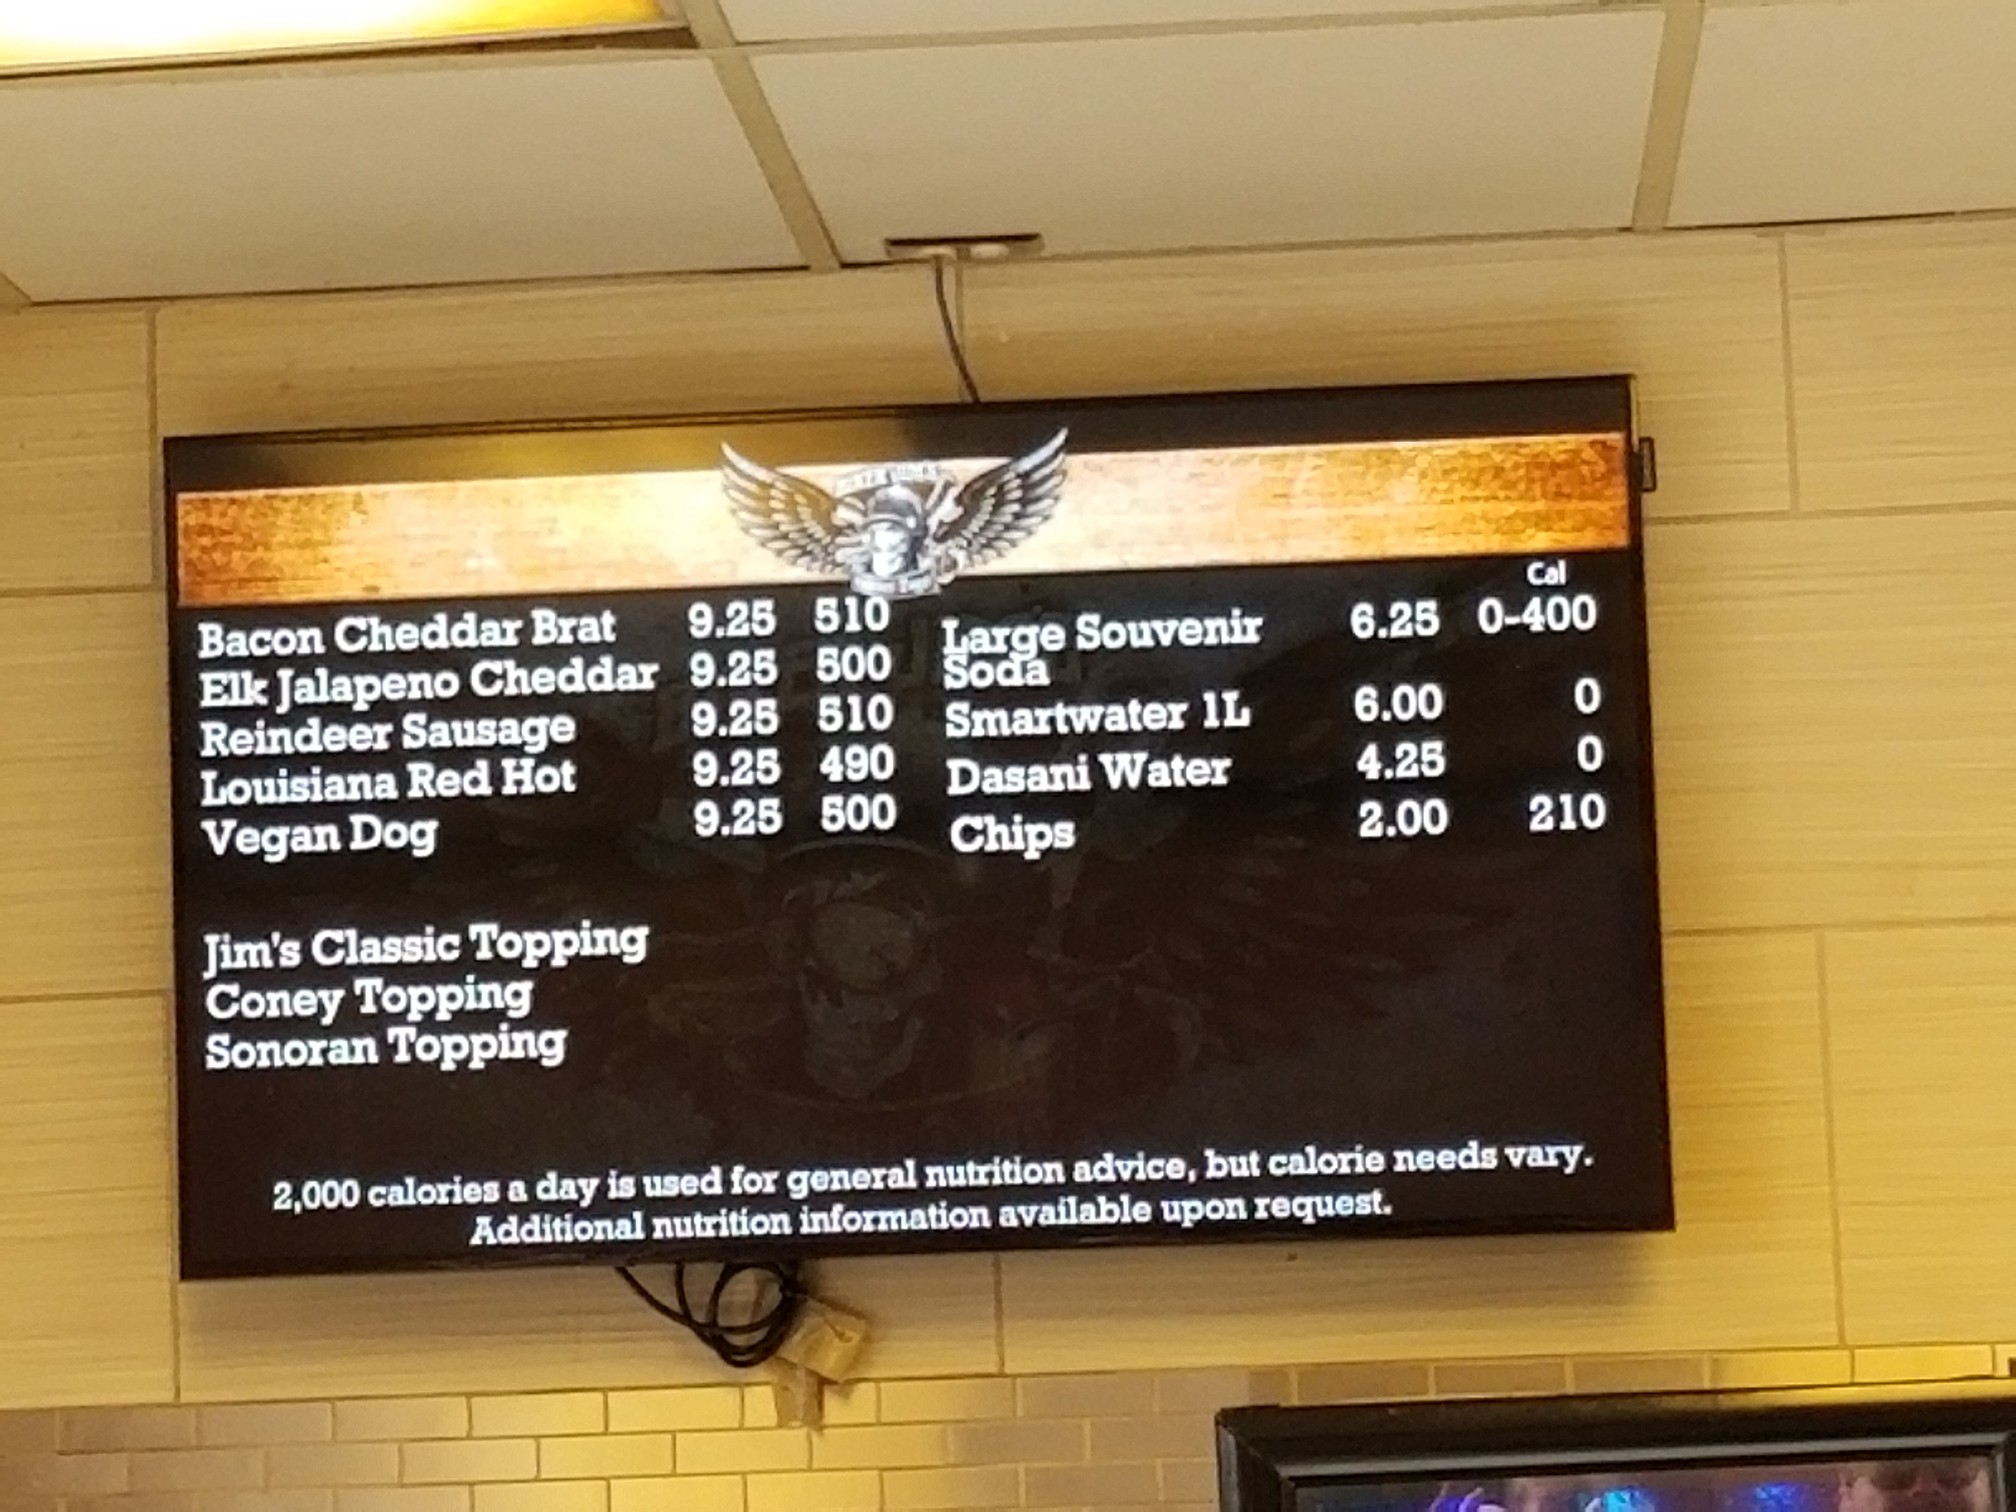 Cal
Bacon Cheddar Brat 9.25 510
Elk Jalapeno Cheddar 9.25 500
Reindeer Sausage 9.25 510
Louisiana Red Hot 9.25 490
Vegan Dog 9.25 500
Large Souvenir 6.25 0-400
Soda
Smartwater 1L 6.00 0
Dasani Water 4.25 0
Chips 2.00 210
Jim's Classic Topping
Coney Topping
Sonoran Topping
2,000 calories a day is used for general nutrition advice, but calorie needs vary.
Additional nutrition information available upon request.